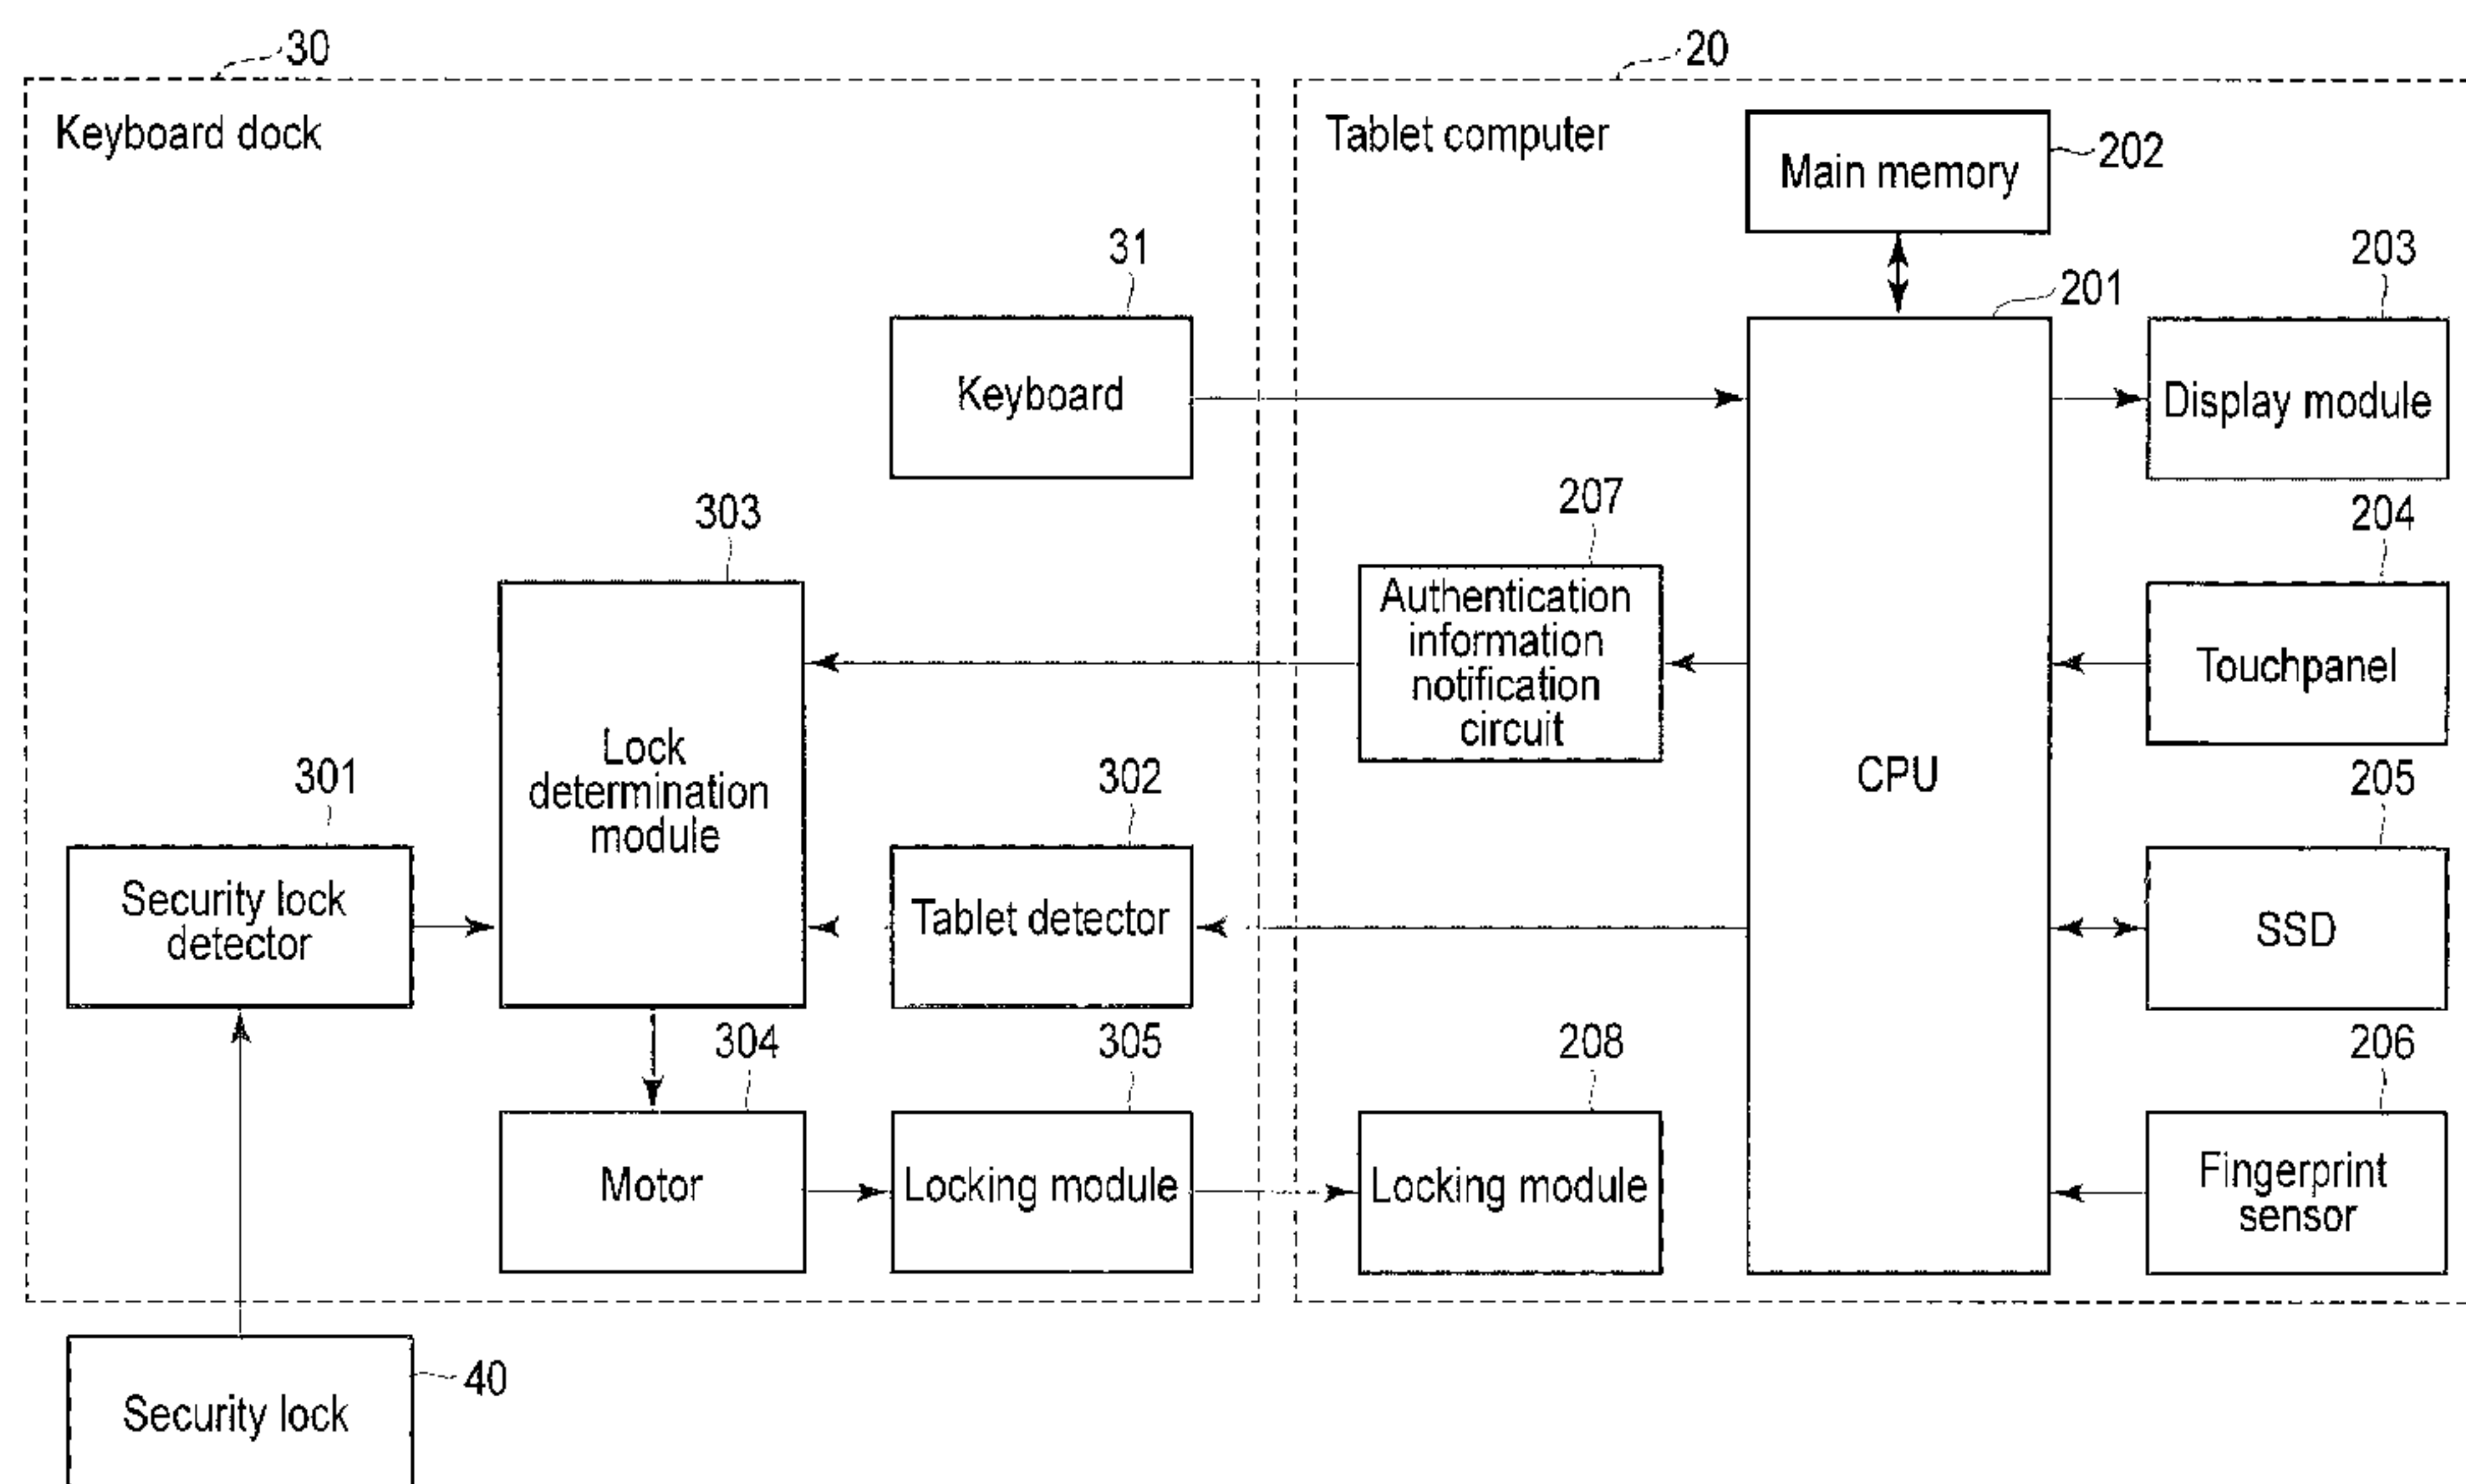 30
20
Keyboard dock
Tablet computer
Main memory
202
31
203
201
Keyboard
Display module
207
204
303
Authentication
information
notification
circuit
Touchpanel
Lock
determination
module
CPU
301
302
205
Security lock
detector
Tablet detector
SSD
304
305
208
206
Motor
Locking module
Locking module
Fingerprint
sensor
40
Security lock